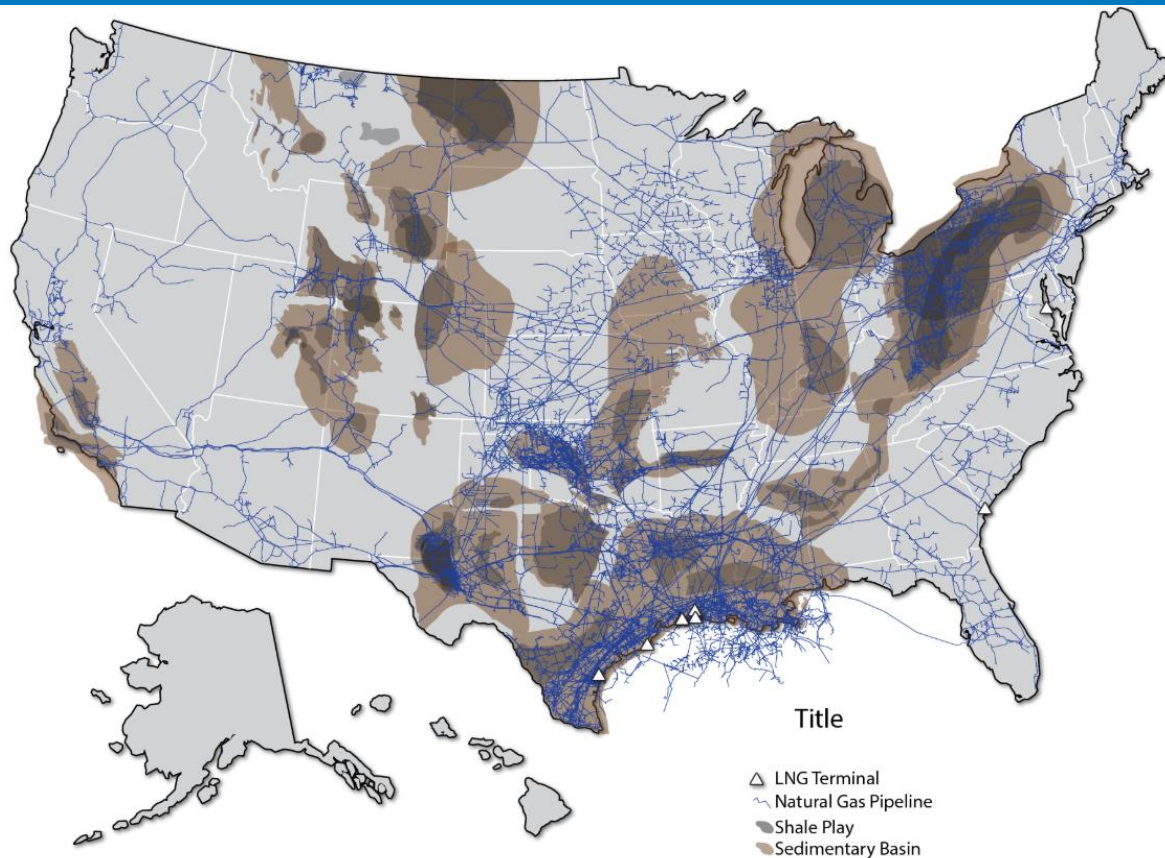 Title
LNG Terminal
Natural Gas Pipeline
Shale Play
Sedimentary Basin